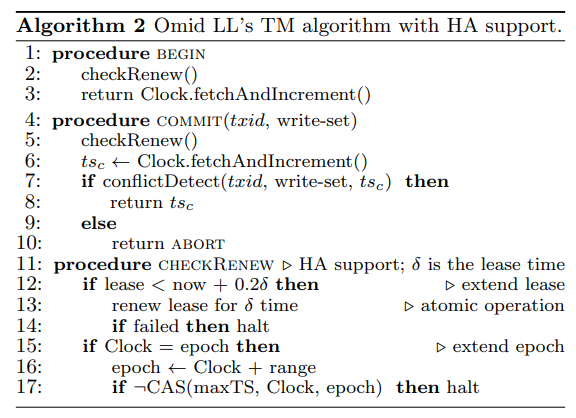 Algorithm 2 Omid LL's TM algorithm with HA support.
1: procedure BEGIN
2: checkRenew()
3: return Clock.fetchAndIncrement()
4: procedure COMMIT(txid, write-set)
5: checkRenew()
6: ts_c ← Clock.fetchAndIncrement()
7: if conflictDetect(txid, write-set, ts_c) then
8: return ts_c
9: else
10: return ABORT
11: procedure CHECKRENEW ▷ HA support; δ is the lease time
12: if lease < now + 0.2δ then ▷ extend lease
13: renew lease for δ time ▷ atomic operation
14: if failed then halt
15: if Clock = epoch then ▷ extend epoch
16: epoch ← Clock + range
17: if ¬CAS(maxTS, Clock, epoch) then halt